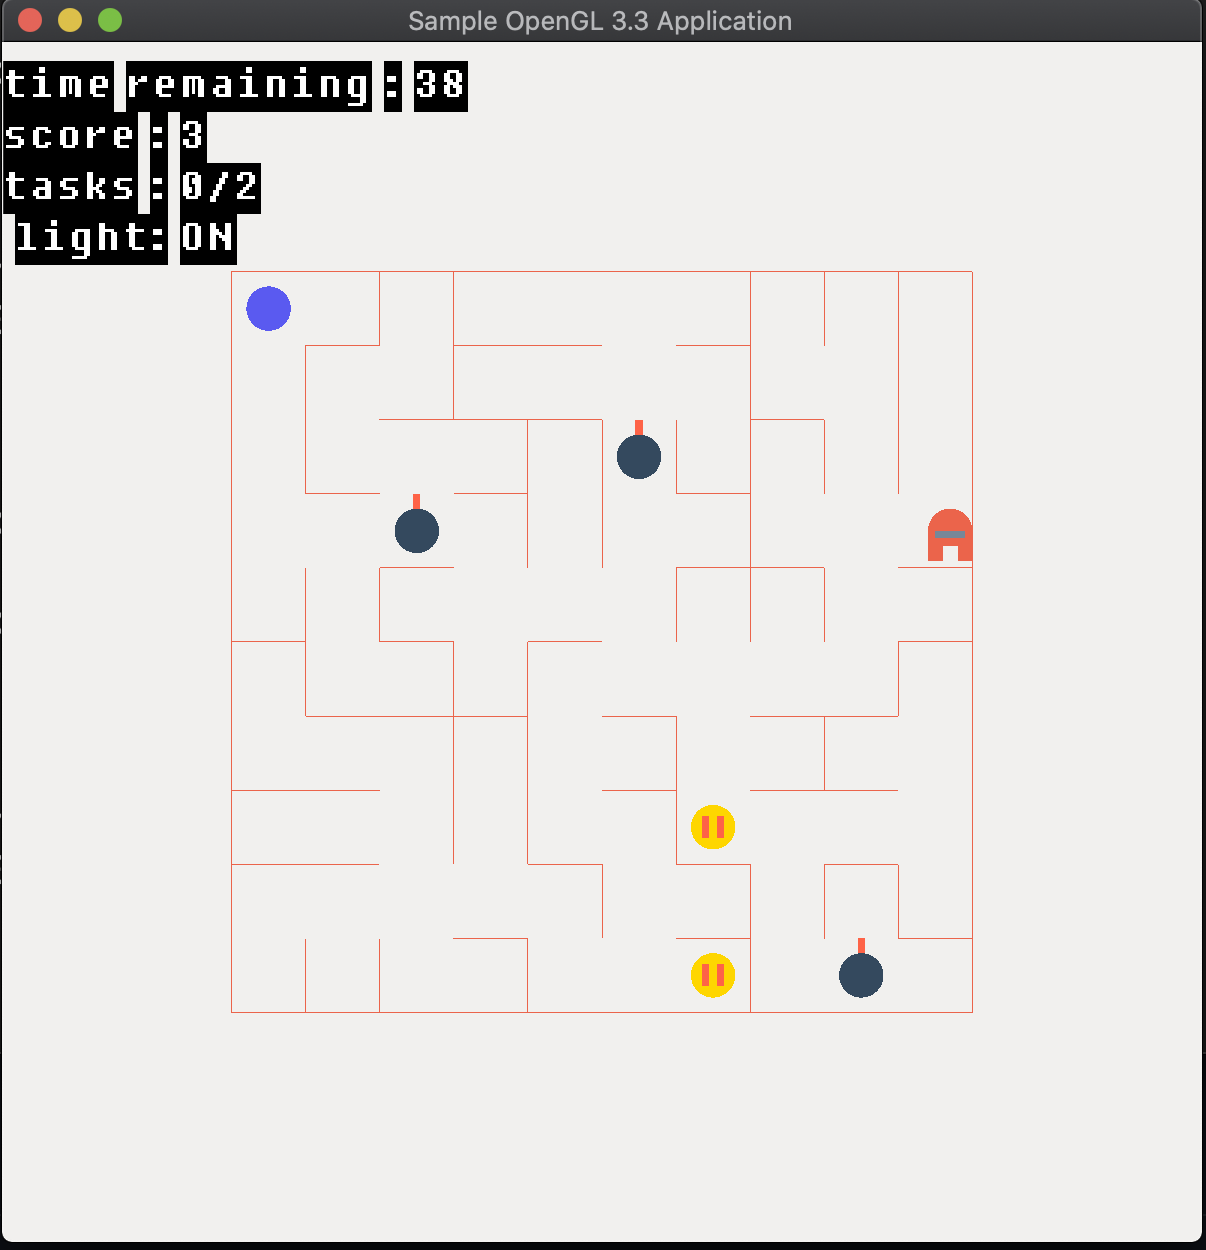 Sample OpenGL 3.3 Application
time remaining : 38
score : 3
tasks : 0/2
light: ON